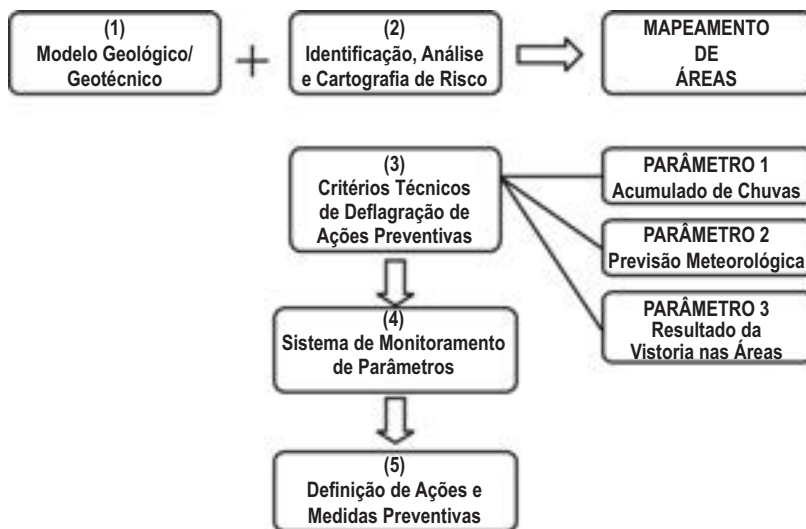 (1)
Modelo Geológico/
Geotécnico
+
(2)
Identificação, Análise
e Cartografia de Risco
MAPEAMENTO
DE
ÁREAS
(3)
Critérios Técnicos
de Deflagração de
Ações Preventivas
PARÂMETRO 1
Acumulado de Chuvas
PARÂMETRO 2
Previsão Meteorológica
PARÂMETRO 3
Resultado da
Vistoria nas Áreas
(4)
Sistema de Monitoramento
de Parâmetros
(5)
Definição de Ações e
Medidas Preventivas